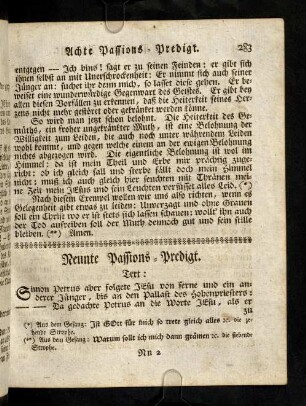 Achte Passions-Predigt. 283
entgegen — Ich bins! sagt er zu seinen Feinden: er gibt sich
ihnen selbst an mit Unerschrockenheit: Er nimmt sich auch seiner
Jünger an: suchet ihr denn mich, so lasset diese gehen. Er be-
weiset eine wunderwürdige Gegenwart des Geistes. Er gibt bey
allen diesen Vorfällen zu erkennen, daß die Heiterkeit seines Her-
zens nicht mehr gestört oder gekränket werden könne.
So wird man jetzt schon belohnt. Die Heiterkeit des Ge-
müths, ein froher ungekränkter Muth, ist eine Belohnung der
Willigkeit zum leiden, die auch noch unter währendem Leiden
wohl kommt, und gegen welche einem an der ewigen Belohnung
nichts abgezogen wird. Die eigentliche Belohnung ist wol im
Himmel: da ist mein Theil und Erbe mir prächtig zuge-
richt: ob ich gleich fall und sterbe fällt doch mein Himmel
nicht: muß ich auch gleich hier senden mit Thränen mei-
ne Zeit: mein JEsus und sein Leuchten versüsset alles Leid. (*)
Nach diesem Exempel wollen wir uns also richten, wenn es
Gelegenheit gibt etwas zu leiden: Unverzagt und ohne Grauen
soll ein Christ wo er ist stets sich lassen schauen: wollt' ihn auch
der Tod aufreiben soll der Muth dennoch gut und fein stille
bleiben. (**) Amen.
Neunte Passions-Predigt.
Text:
Simon Petrus aber folgete JEsu von ferne und ein an-
derer Jünger, bis an den Pallast des Hohenpriesters:
— Da gedachte Petrus an die Worte JEsu, als er
zu
(*) Aus dem Gesang: Ist GOtt für mich so trete gleich alles ꝛc. die ze-
hende Strophe.
(**) Aus dem Gesang: Warum sollt ich mich dann grämen ꝛc. die siebende
Strophe.
Nn 2